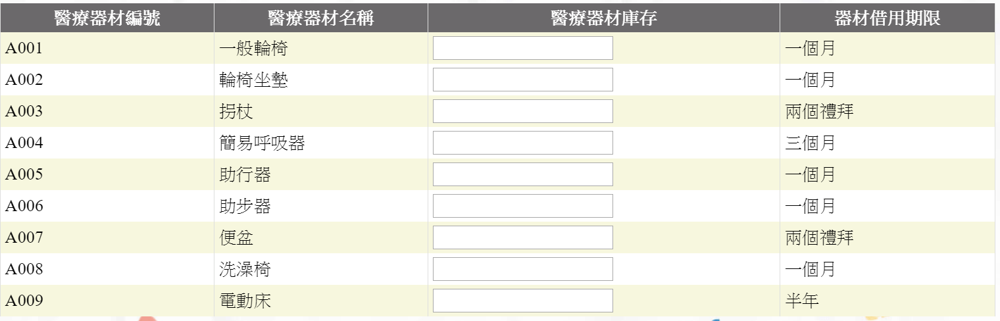 醫療器材編號 醫療器材名稱 醫療器材庫存 器材借用期限
A001 一般輪椅 一個月
A002 輪椅坐墊 一個月
A003 拐杖 兩個禮拜
A004 簡易呼吸器 三個月
A005 助行器 一個月
A006 助步器 一個月
A007 便盆 兩個禮拜
A008 洗澡椅 一個月
A009 電動床 半年